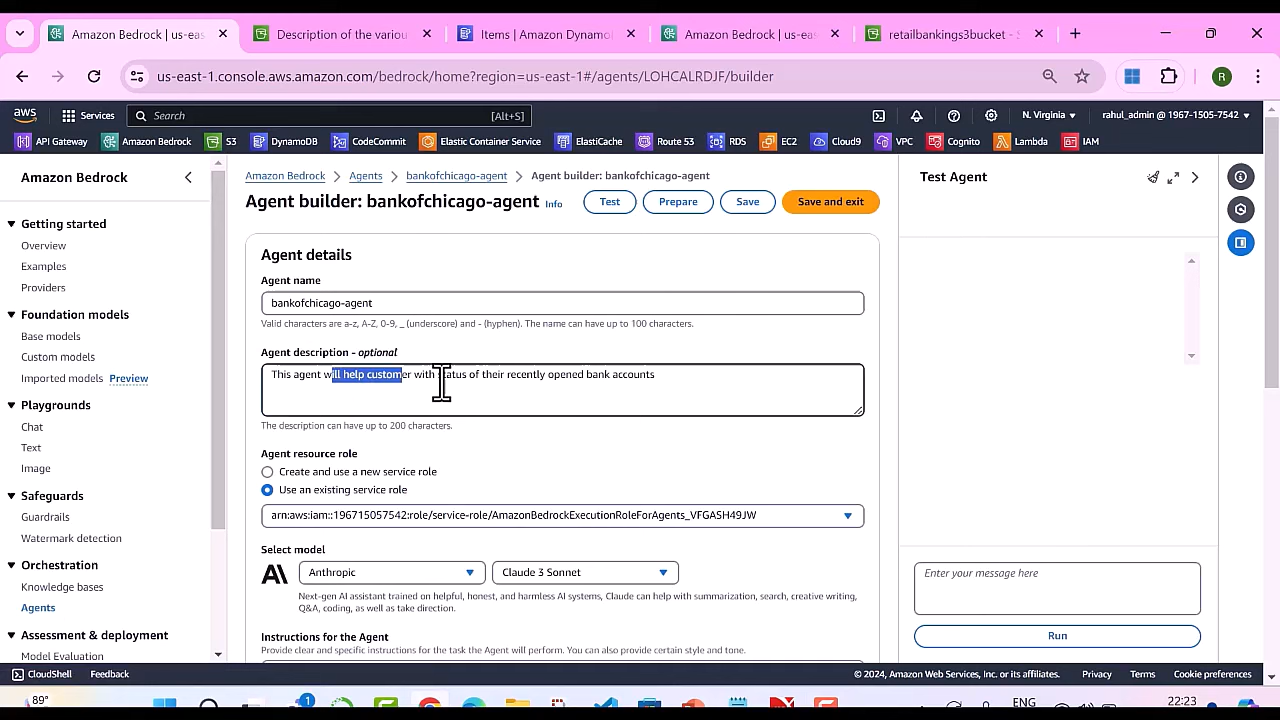 Amazon Bedrock | us-eas
Description of the variou
Items | Amazon Dynamo
Amazon Bedrock | us-eas
retailbankings3bucket - S
us-east-1.console.aws.amazon.com/bedrock/home?region=us-east-1#/agents/LOHCALRDJF/builder
R
aws
Services
Search
[Alt+S]
N. Virginia
rahul_admin @ 1967-1505-7542
API Gateway
Amazon Bedrock
S3
DynamoDB
CodeCommit
Elastic Container Service
ElastiCache
Route 53
RDS
EC2
Cloud9
VPC
Cognito
Lambda
IAM
Amazon Bedrock
Getting started
Overview
Examples
Providers
Foundation models
Base models
Custom models
Imported models Preview
Playgrounds
Chat
Text
Image
Safeguards
Guardrails
Watermark detection
Orchestration
Knowledge bases
Agents
Assessment & deployment
Model Evaluation
Amazon Bedrock > Agents > bankofchicago-agent > Agent builder: bankofchicago-agent
Agent builder: bankofchicago-agent Info
Test
Prepare
Save
Save and exit
Agent details
Agent name
bankofchicago-agent
Valid characters are a-z, A-Z, 0-9, _ (underscore) and - (hyphen). The name can have up to 100 characters.
Agent description - optional
This agent will help customer with status of their recently opened bank accounts
The description can have up to 200 characters.
Agent resource role
Create and use a new service role
Use an existing service role
arn:aws:iam::196715057542:role/service-role/AmazonBedrockExecutionRoleForAgents_VFGASH49JW
Select model
Anthropic
Claude 3 Sonnet
Next-gen AI assistant trained on helpful, honest, and harmless AI systems, Claude can help with summarization, search, creative writing,
Q&A, coding, as well as take direction.
Instructions for the Agent
Provide clear and specific instructions for the task the Agent will perform. You can also provide certain style and tone.
Test Agent
Enter your message here
Run
CloudShell
Feedback
© 2024, Amazon Web Services, Inc. or its affiliates.
Privacy
Terms
Cookie preferences
89°
1
ENG
22:23